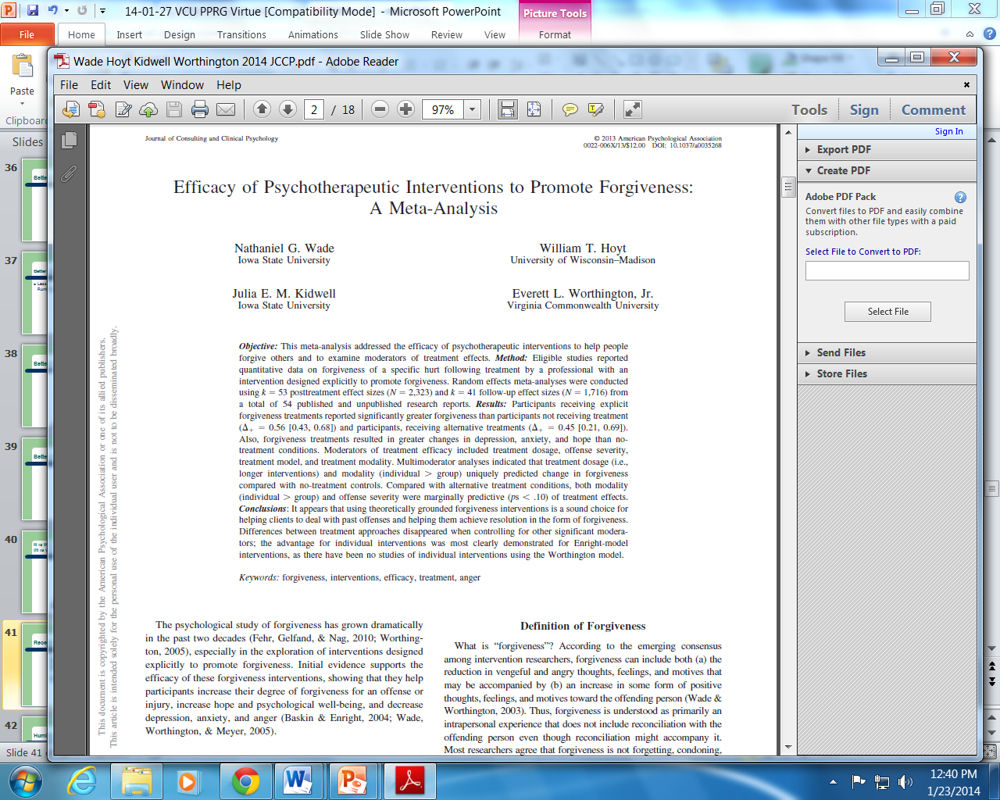 14-01-27 VCU PPRG Virtue [Compatibility Mode] - Microsoft PowerPoint
Picture Tools
File
Home
Insert
Design
Transitions
Animations
Slide Show
Review
View
Format
Paste
Clipboard
Slides
36
37
38
39
40
41
42
Slide 41
Wade Hoyt Kidwell Worthington 2014 JCCP.pdf - Adobe Reader
File Edit View Window Help
2 / 18
97%
Tools
Sign
Comment
Sign In
Export PDF
Create PDF
Adobe PDF Pack
Convert files to PDF and easily combine
them with other file types with a paid
subscription.
Select File to Convert to PDF:
Select File
Send Files
Store Files
Journal of Consulting and Clinical Psychology
© 2013 American Psychological Association
0022-006X/13/$12.00 DOI: 10.1037/a0035268
Efficacy of Psychotherapeutic Interventions to Promote Forgiveness:
A Meta-Analysis
Nathaniel G. Wade
Iowa State University
William T. Hoyt
University of Wisconsin–Madison
Julia E. M. Kidwell
Iowa State University
Everett L. Worthington, Jr.
Virginia Commonwealth University
Objective: This meta-analysis addressed the efficacy of psychotherapeutic interventions to help people
forgive others and to examine moderators of treatment effects. Method: Eligible studies reported
quantitative data on forgiveness of a specific hurt following treatment by a professional with an
intervention designed explicitly to promote forgiveness. Random effects meta-analyses were conducted
using k = 53 posttreatment effect sizes (N = 2,323) and k = 41 follow-up effect sizes (N = 1,716) from
a total of 54 published and unpublished research reports. Results: Participants receiving explicit
forgiveness treatments reported significantly greater forgiveness than participants not receiving treatment
(Δ+ = 0.56 [0.43, 0.68]) and participants, receiving alternative treatments (Δ+ = 0.45 [0.21, 0.69]).
Also, forgiveness treatments resulted in greater changes in depression, anxiety, and hope than no-
treatment conditions. Moderators of treatment efficacy included treatment dosage, offense severity,
treatment model, and treatment modality. Multimoderator analyses indicated that treatment dosage (i.e.,
longer interventions) and modality (individual > group) uniquely predicted change in forgiveness
compared with no-treatment controls. Compared with alternative treatment conditions, both modality
(individual > group) and offense severity were marginally predictive (ps < .10) of treatment effects.
Conclusions: It appears that using theoretically grounded forgiveness interventions is a sound choice for
helping clients to deal with past offenses and helping them achieve resolution in the form of forgiveness.
Differences between treatment approaches disappeared when controlling for other significant modera-
tors; the advantage for individual interventions was most clearly demonstrated for Enright-model
interventions, as there have been no studies of individual interventions using the Worthington model.
Keywords: forgiveness, interventions, efficacy, treatment, anger
The psychological study of forgiveness has grown dramatically
in the past two decades (Fehr, Gelfand, & Nag, 2010; Worthing-
ton, 2005), especially in the exploration of interventions designed
explicitly to promote forgiveness. Initial evidence supports the
efficacy of these forgiveness interventions, showing that they help
participants increase their degree of forgiveness for an offense or
injury, increase hope and psychological well-being, and decrease
depression, anxiety, and anger (Baskin & Enright, 2004; Wade,
Worthington, & Meyer, 2005).
Definition of Forgiveness
What is “forgiveness”? According to the emerging consensus
among intervention researchers, forgiveness can include both (a) the
reduction in vengeful and angry thoughts, feelings, and motives that
may be accompanied by (b) an increase in some form of positive
thoughts, feelings, and motives toward the offending person (Wade &
Worthington, 2003). Thus, forgiveness is understood as primarily an
intrapersonal experience that does not include reconciliation with the
offending person even though reconciliation might accompany it.
Most researchers agree that forgiveness is not forgetting, condoning,
This document is copyrighted by the American Psychological Association or one of its allied publishers.
This article is intended solely for the personal use of the individual user and is not to be disseminated broadly.
12:40 PM
1/23/2014